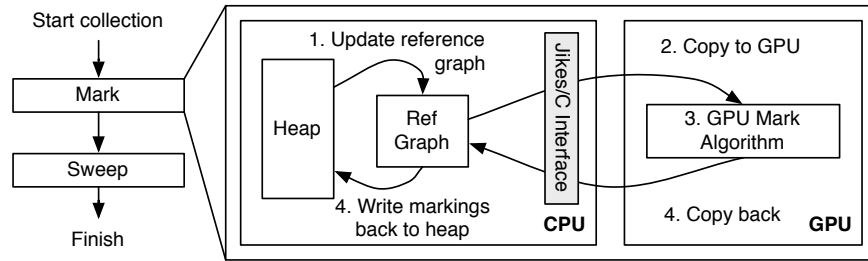 Start collection
Mark
Sweep
Finish
1. Update reference
graph
Heap
Ref
Graph
4. Write markings
back to heap
CPU
Jikes/C Interface
2. Copy to GPU
3. GPU Mark
Algorithm
4. Copy back
GPU